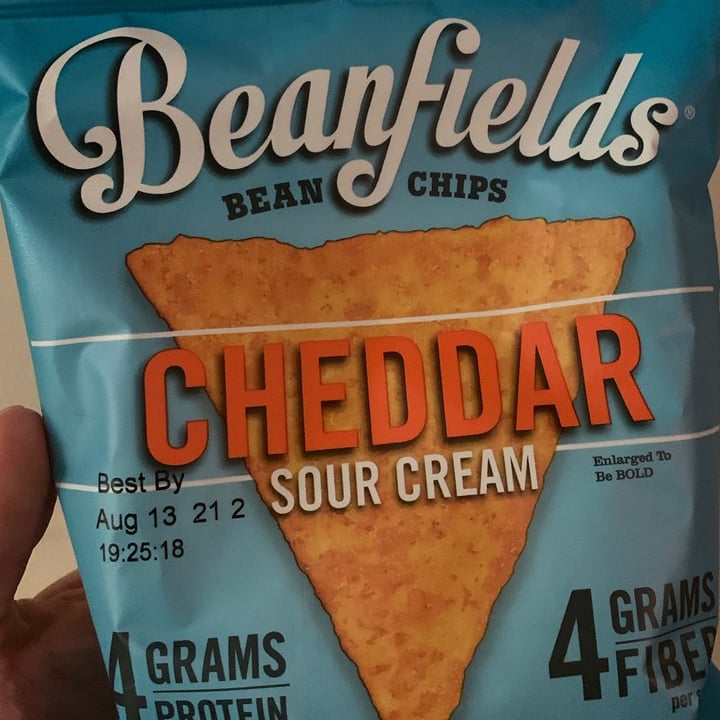 Beanfields®
BEAN CHIPS
CHEDDAR
SOUR CREAM
Enlarged To
Be BOLD
Best By
Aug 13 21 2
19:25:18
4 GRAMS
PROTEIN
4 GRAMS
FIBER
per